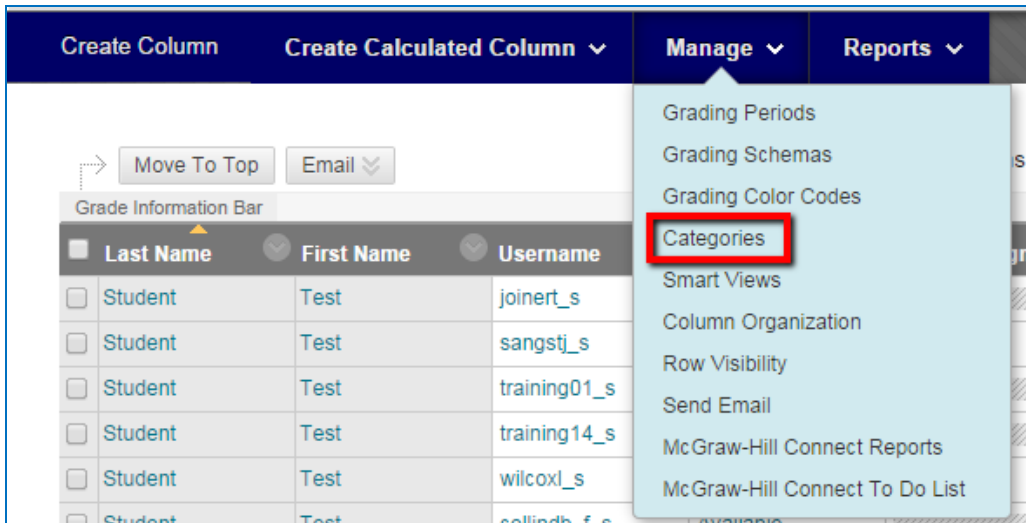 Create Column Create Calculated Column Manage Reports
Grading Periods
Move To Top Email Grading Schemas
Grading Color Codes
Grade Information Bar
Last Name First Name Username Categories
Smart Views
Student Test joinert_s
Column Organization
Student Test sangstj_s
Row Visibility
Student Test training01_s
Send Email
Student Test training14_s
McGraw-Hill Connect Reports
Student Test wilcoxl_s
McGraw-Hill Connect To Do List
Student Test Available